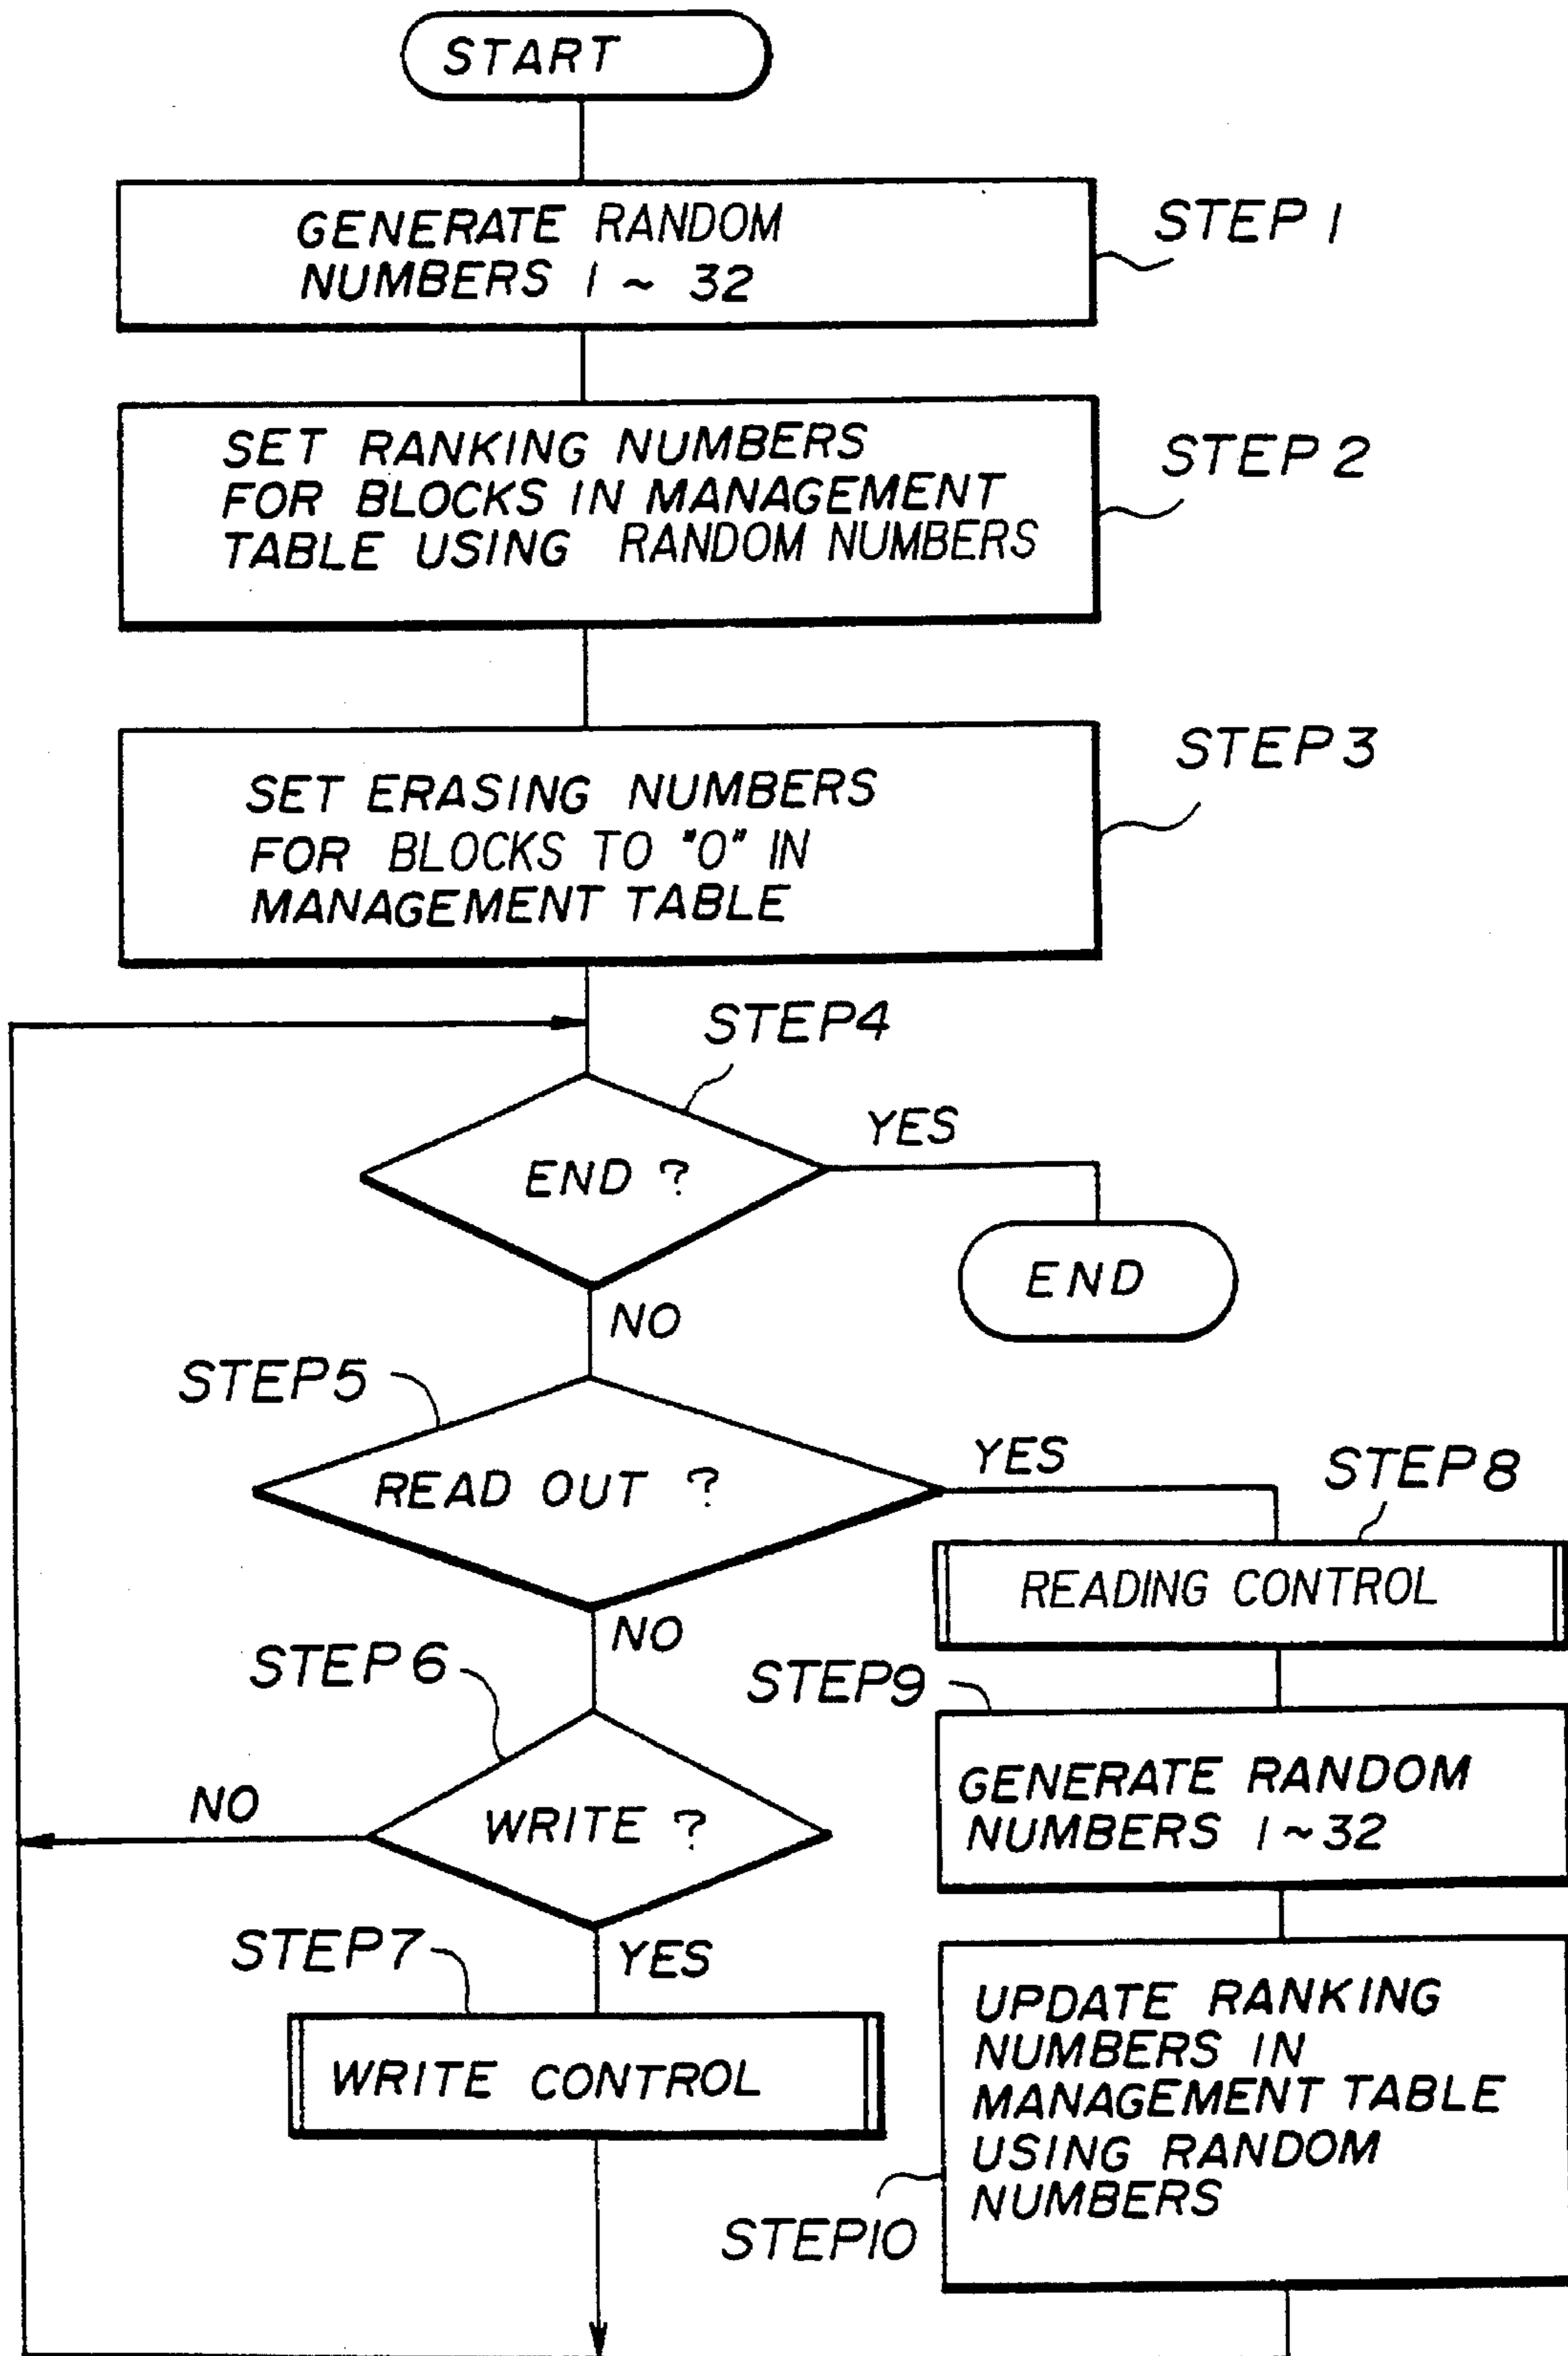 START
GENERATE RANDOM
NUMBERS 1 ~ 32
STEP 1
SET RANKING NUMBERS
FOR BLOCKS IN MANAGEMENT
TABLE USING RANDOM NUMBERS
STEP 2
SET ERASING NUMBERS
FOR BLOCKS TO "0" IN
MANAGEMENT TABLE
STEP 3
STEP4
END ?
YES
END
NO
STEP5
READ OUT ?
YES
STEP8
READING CONTROL
NO
STEP6
STEP9
GENERATE RANDOM
NUMBERS 1~32
WRITE ?
NO
STEP7
YES
WRITE CONTROL
UPDATE RANKING
NUMBERS IN
MANAGEMENT TABLE
USING RANDOM
NUMBERS
STEP10